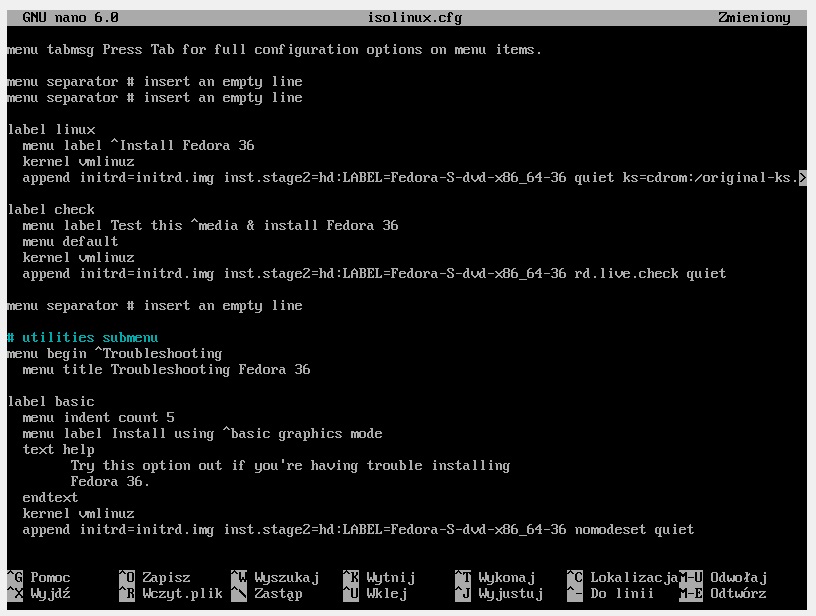 GNU nano 6.0 isolinux.cfg Zmieniony
menu tabmsg Press Tab for full configuration options on menu items.
menu separator # insert an empty line
menu separator # insert an empty line
label linux
menu label ^Install Fedora 36
kernel vmlinuz
append initrd=initrd.img inst.stage2=hd:LABEL=Fedora-S-dvd-x86_64-36 quiet ks=cdrom:/original-ks.>
label check
menu label Test this ^media & install Fedora 36
menu default
kernel vmlinuz
append initrd=initrd.img inst.stage2=hd:LABEL=Fedora-S-dvd-x86_64-36 rd.live.check quiet
menu separator # insert an empty line
# utilities submenu
menu begin ^Troubleshooting
menu title Troubleshooting Fedora 36
label basic
menu indent count 5
menu label Install using ^basic graphics mode
text help
Try this option out if you're having trouble installing
Fedora 36.
endtext
kernel vmlinuz
append initrd=initrd.img inst.stage2=hd:LABEL=Fedora-S-dvd-x86_64-36 nomodeset quiet
^G Pomoc ^O Zapisz ^W Wyszukaj ^K Wytnij ^T Wykonaj ^C Lokalizacja M-U Odwołaj
^X Wyjdź ^R Wczyt.plik ^\ Zastąp ^U Wklej ^J Wyjustuj ^- Do linii M-E Odtwórz